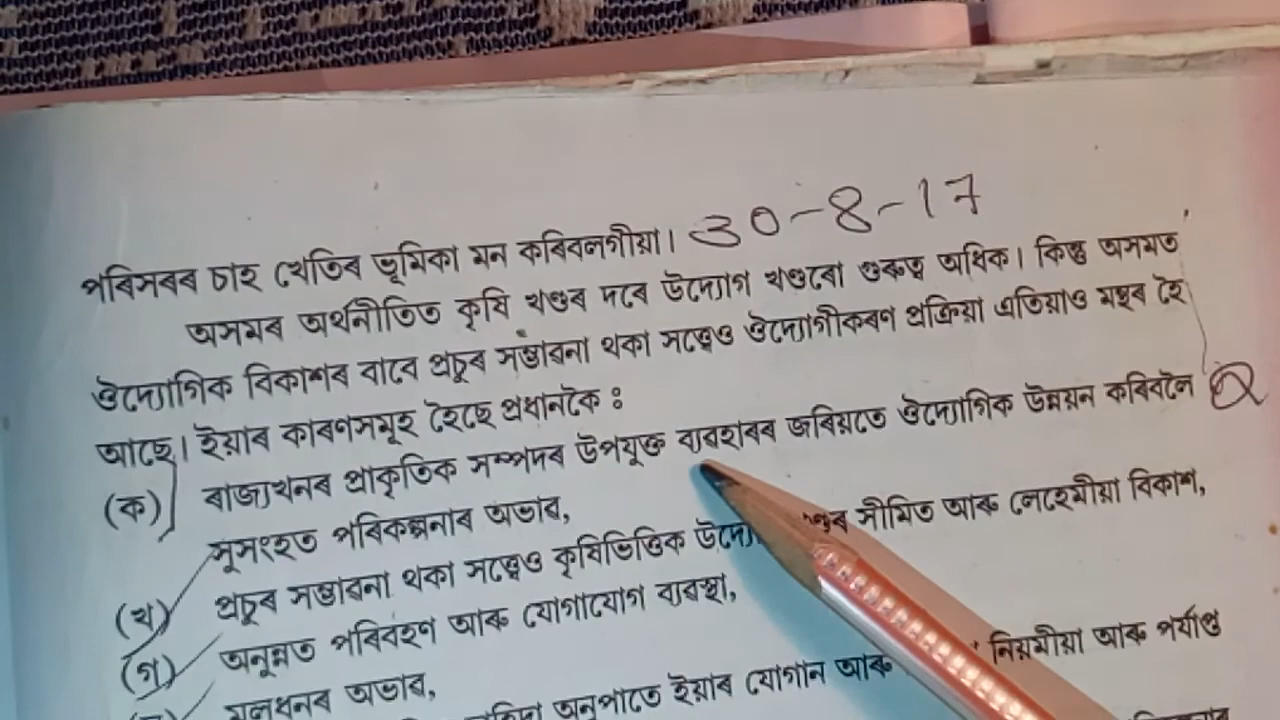 পৰিসৰৰ চাহ খেতিৰ ভূমিকা মন কৰিবলগীয়া। 30-8-17
অসমৰ অৰ্থনীতিত কৃষি খণ্ডৰ দৰে উদ্যোগ খণ্ডৰো গুৰুত্ব অধিক। কিন্তু অসমত
ঔদ্যোগিক বিকাশৰ বাবে প্ৰচুৰ সম্ভাৱনা থকা সত্ত্বেও ঔদ্যোগীকৰণ প্ৰক্ৰিয়া এতিয়াও মন্থৰ হৈ
আছে। ইয়াৰ কাৰণসমূহ হৈছে প্ৰধানকৈ ঃ
(ক) ৰাজ্যখনৰ প্ৰাকৃতিক সম্পদৰ উপযুক্ত ব্যৱহাৰৰ জৰিয়তে ঔদ্যোগিক উন্নয়ন কৰিবলৈ
সুসংহত পৰিকল্পনাৰ অভাৱ,
(খ) প্ৰচুৰ সম্ভাৱনা থকা সত্ত্বেও কৃষিভিত্তিক সীমিত আৰু লেহেমীয়া বিকাশ,
(গ) অনুন্নত পৰিবহণ আৰু যোগাযোগ ব্যৱস্থা,
মূলধনৰ অভাৱ,
অনুপাতে ইয়াৰ যোগান আৰু নিয়মীয়া আৰু পৰ্যাপ্ত